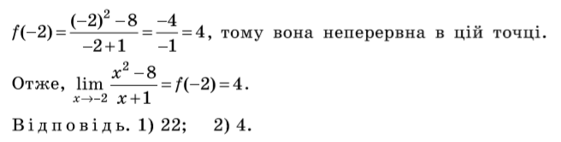 f(−2) = ((−2)² − 8)/(−2 + 1) = (−4)/(−1) = 4, тому вона неперервна в цій точці.
Отже, lim_{x→−2} (x² − 8)/(x + 1) = f(−2) = 4.
Відповідь. 1) 22; 2) 4.